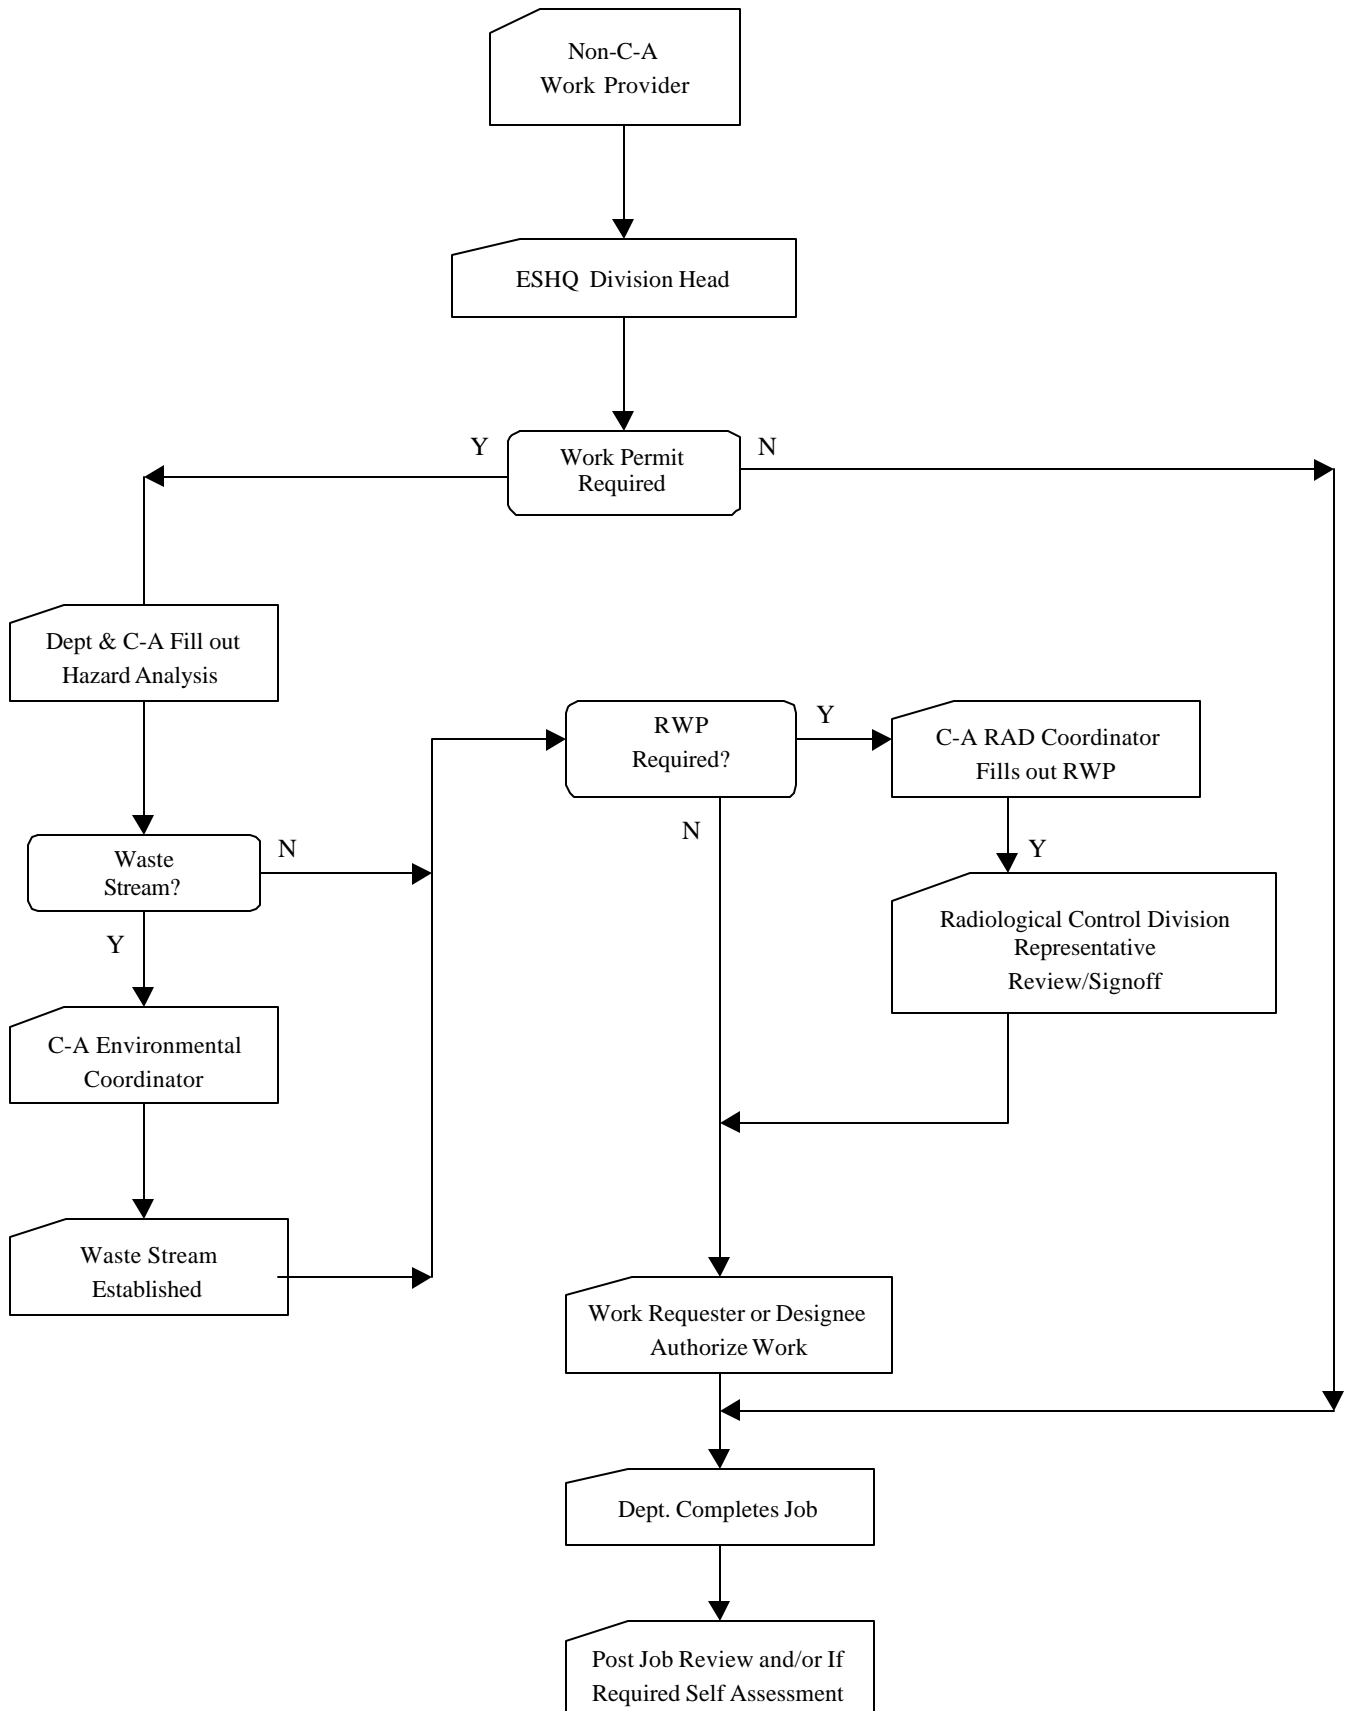 Non-C-A
Work Provider
ESHQ Division Head
Y
N
Work Permit
Required
Dept & C-A Fill out
Hazard Analysis
RWP
Required?
Y
C-A RAD Coordinator
Fills out RWP
N
Y
Waste
Stream?
N
Radiological Control Division
Representative
Review/Signoff
Y
C-A Environmental
Coordinator
Waste Stream
Established
Work Requester or Designee
Authorize Work
Dept. Completes Job
Post Job Review and/or If
Required Self Assessment